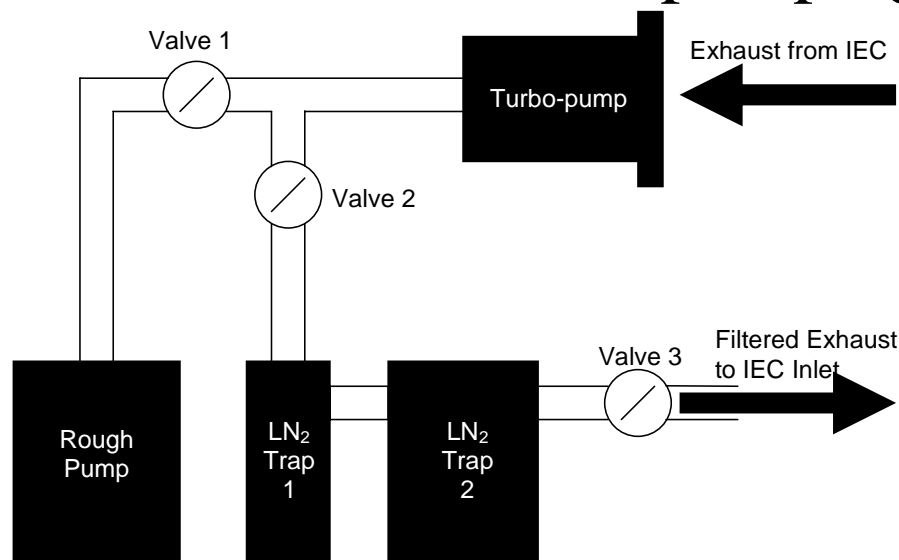 Valve 1
Exhaust from IEC
Turbo-pump
Valve 2
Filtered Exhaust
to IEC Inlet
Valve 3
Rough
Pump
LN₂
Trap
1
LN₂
Trap
2